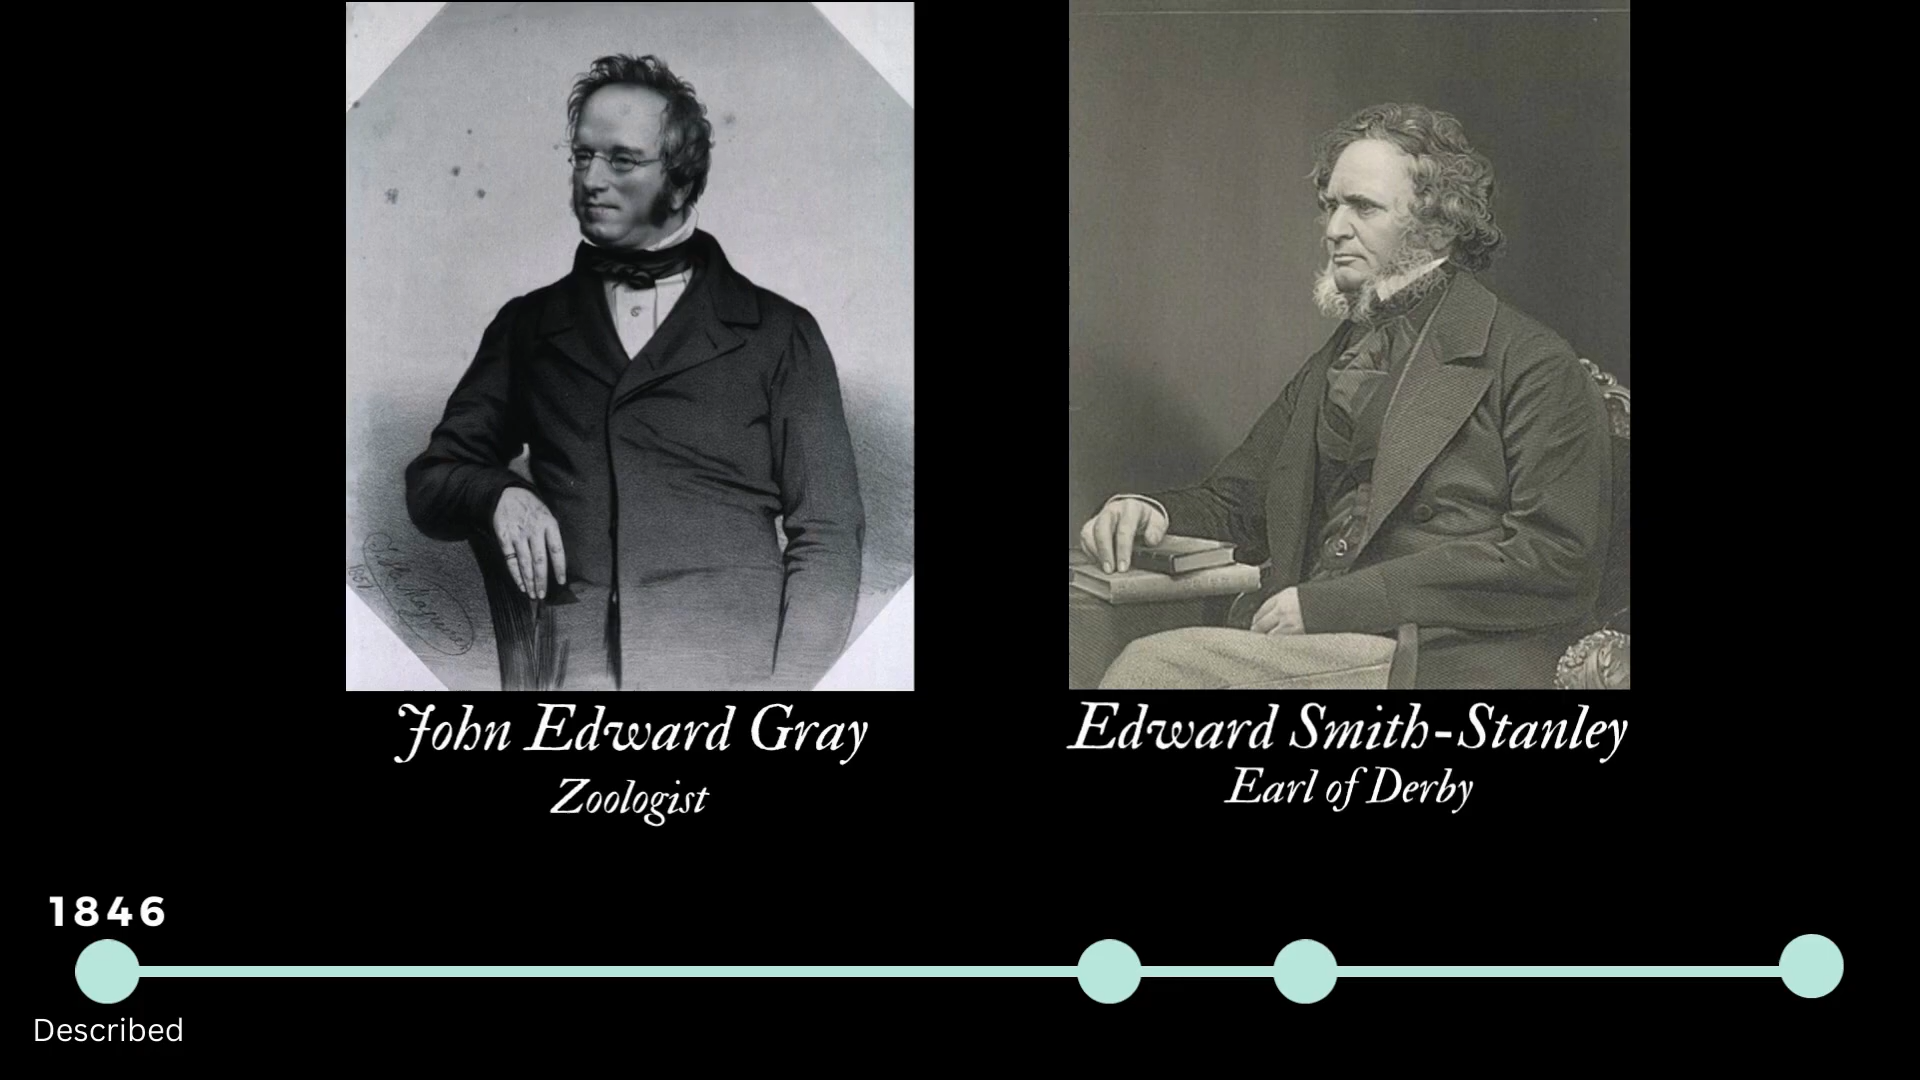 John Edward Gray
Zoologist
Edward Smith-Stanley
Earl of Derby
1846
Described